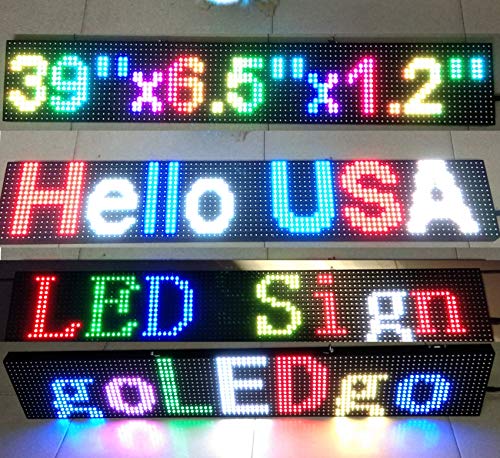 39"x6.5"x1.2"
Hello USA
LED Sign
goLEDgo